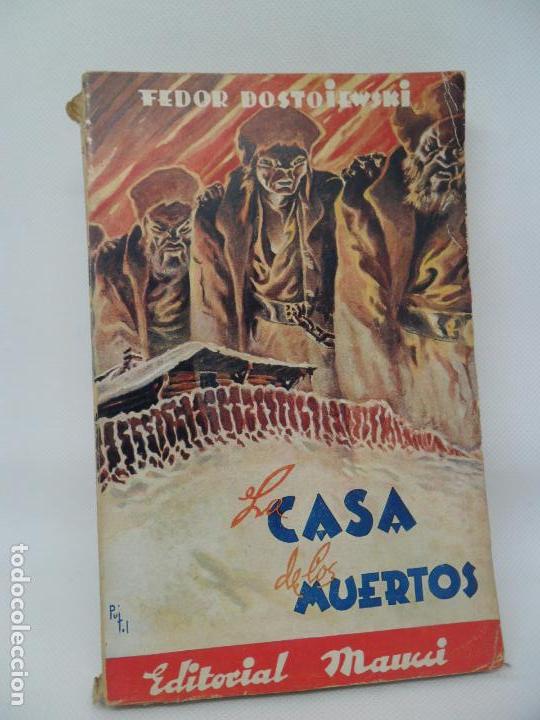 FEDOR DOSTOIEWSKI
La
CASA
de los
MUERTOS
Editorial Maucci
todocoleccion